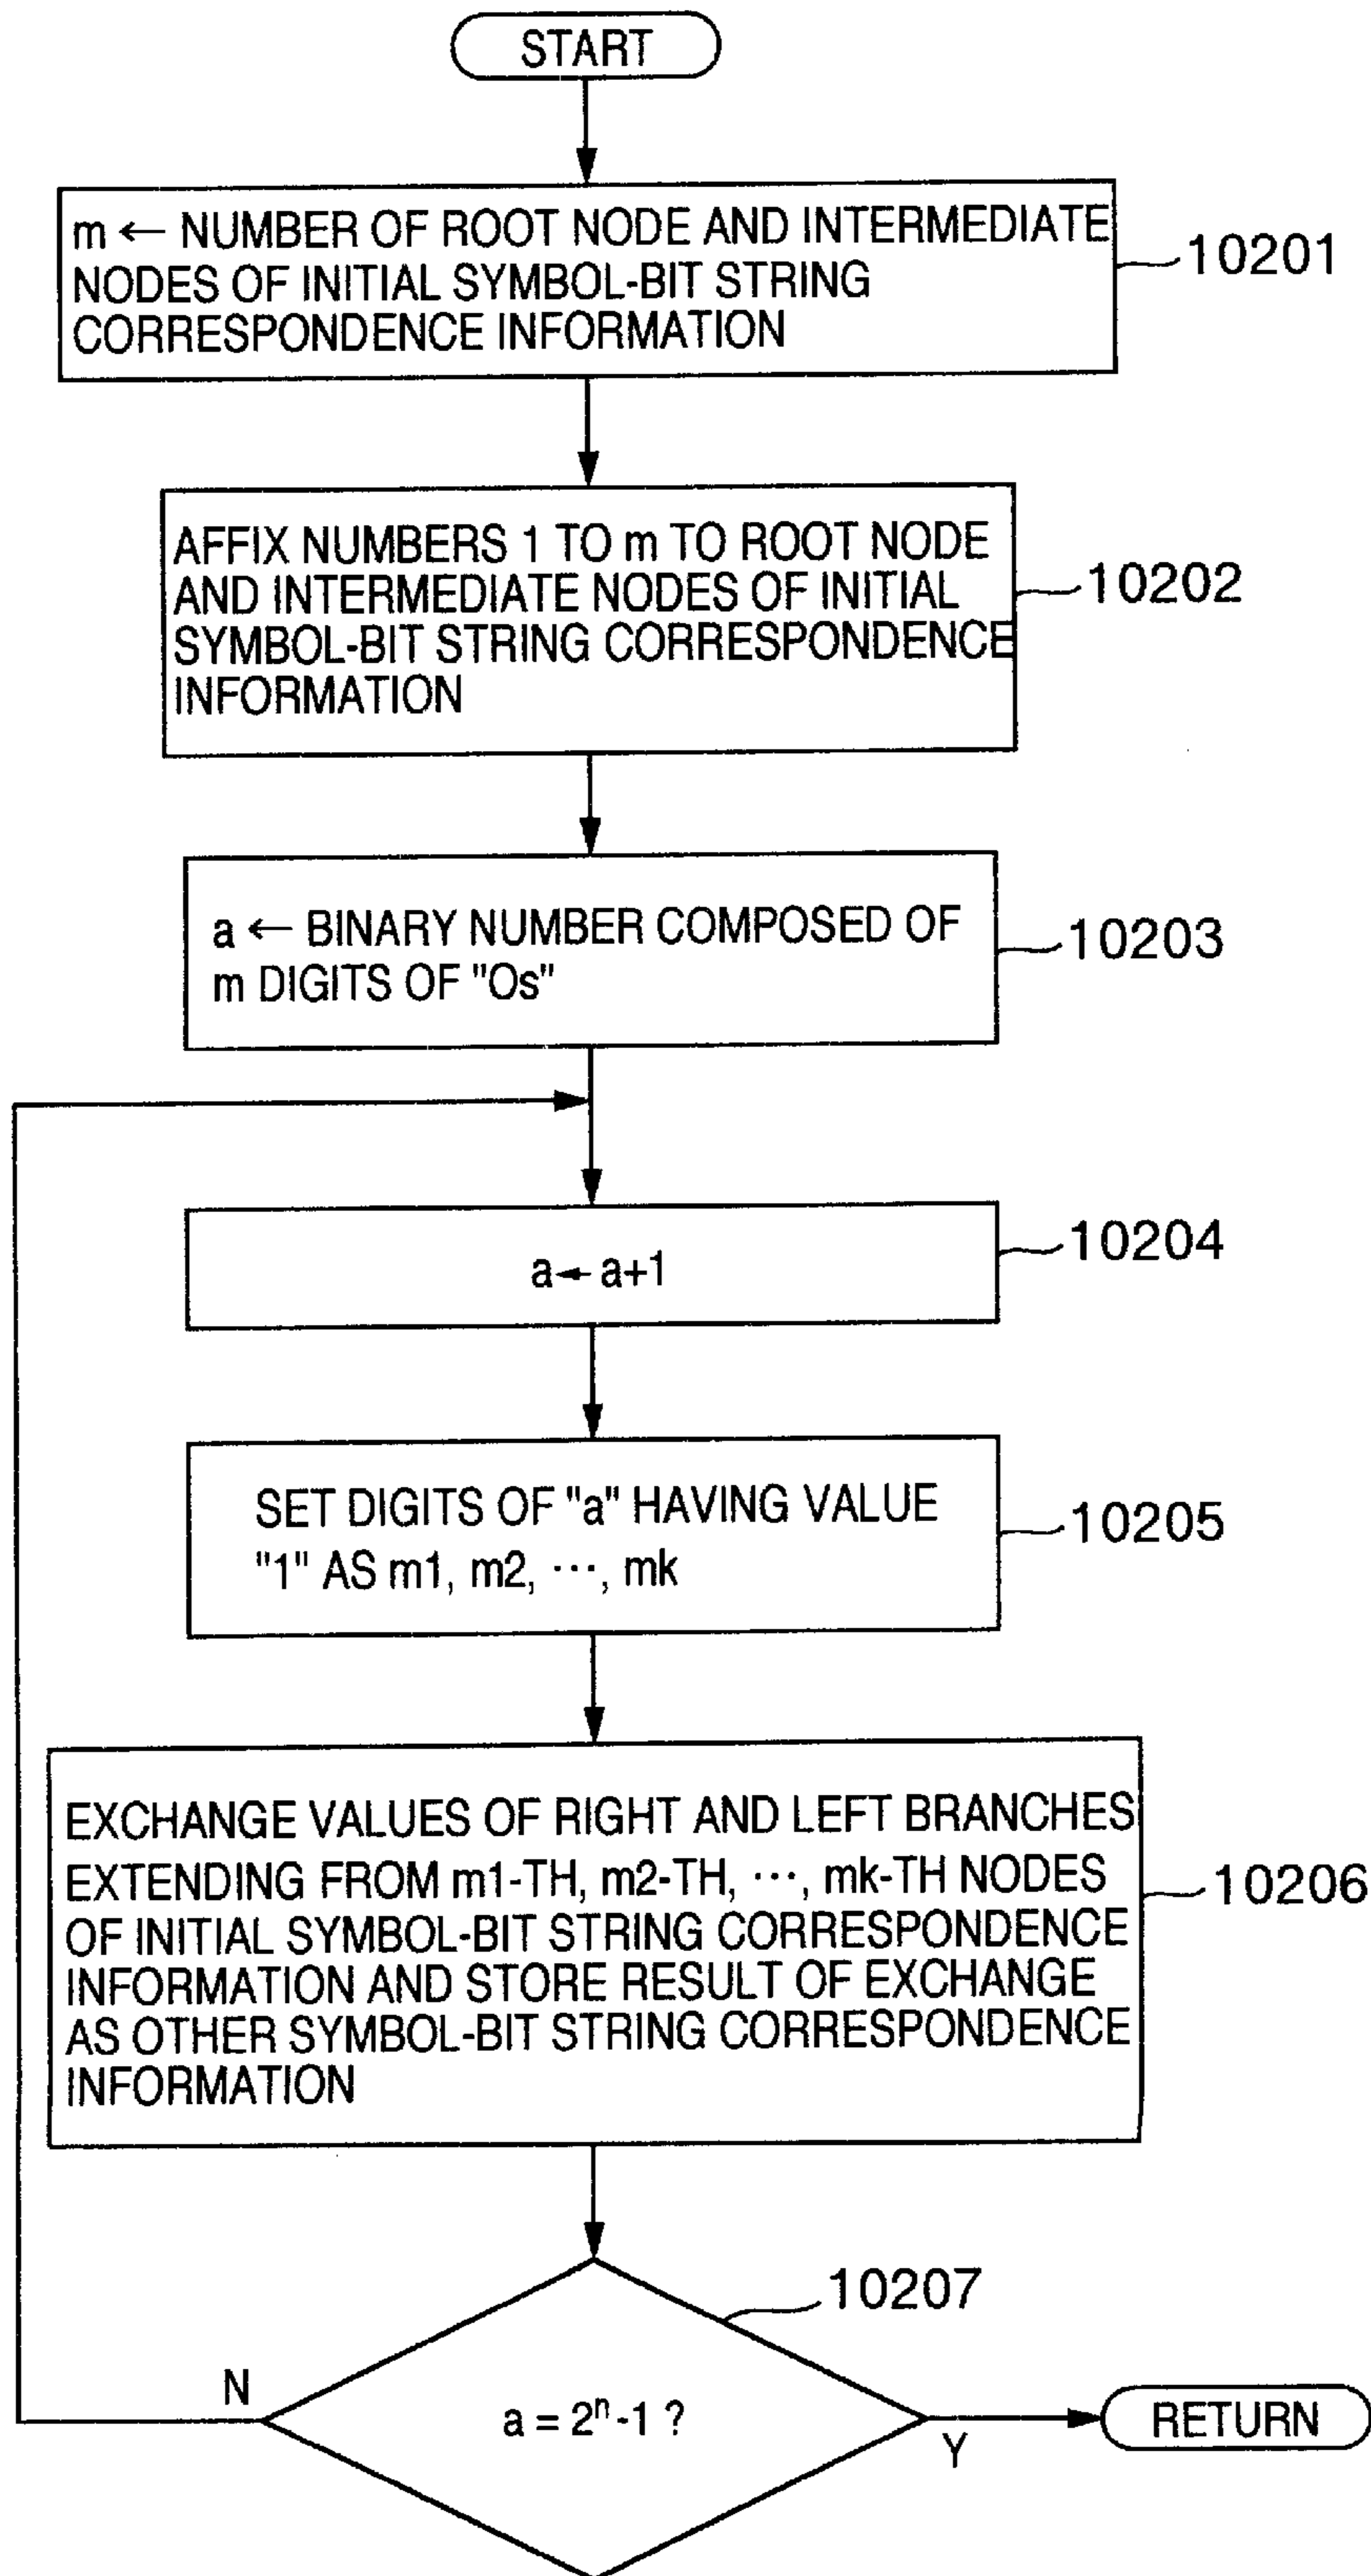 START
m ← NUMBER OF ROOT NODE AND INTERMEDIATE
NODES OF INITIAL SYMBOL-BIT STRING
CORRESPONDENCE INFORMATION
10201
AFFIX NUMBERS 1 TO m TO ROOT NODE
AND INTERMEDIATE NODES OF INITIAL
SYMBOL-BIT STRING CORRESPONDENCE
INFORMATION
10202
a ← BINARY NUMBER COMPOSED OF
m DIGITS OF "Os"
10203
a ← a+1
10204
SET DIGITS OF "a" HAVING VALUE
"1" AS m1, m2, ···, mk
10205
EXCHANGE VALUES OF RIGHT AND LEFT BRANCHES
EXTENDING FROM m1-TH, m2-TH, ···, mk-TH NODES
OF INITIAL SYMBOL-BIT STRING CORRESPONDENCE
INFORMATION AND STORE RESULT OF EXCHANGE
AS OTHER SYMBOL-BIT STRING CORRESPONDENCE
INFORMATION
10206
10207
N
a = 2ⁿ-1 ?
Y
RETURN